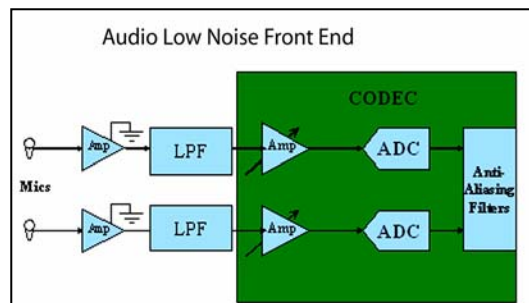 Audio Low Noise Front End
CODEC
Amp
LPF
Amp
ADC
Mics
Anti-
Aliasing
Filters
Amp
LPF
Amp
ADC